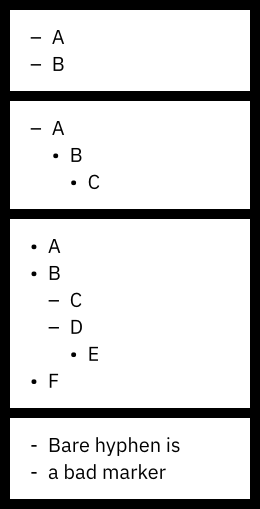 – A
– B
– A
• B
• C
• A
• B
– C
– D
• E
• F
- Bare hyphen is
- a bad marker